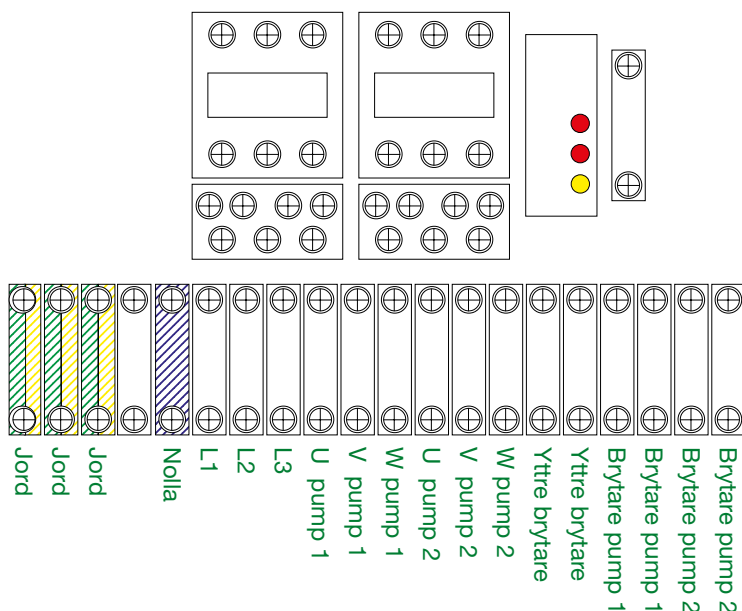 Jord
Jord
Jord
Nolla
L1
L2
L3
U pump 1
V pump 1
W pump 1
U pump 2
V pump 2
W pump 2
Yttre brytare
Yttre brytare
Brytare pump 1
Brytare pump 1
Brytare pump 2
Brytare pump 2